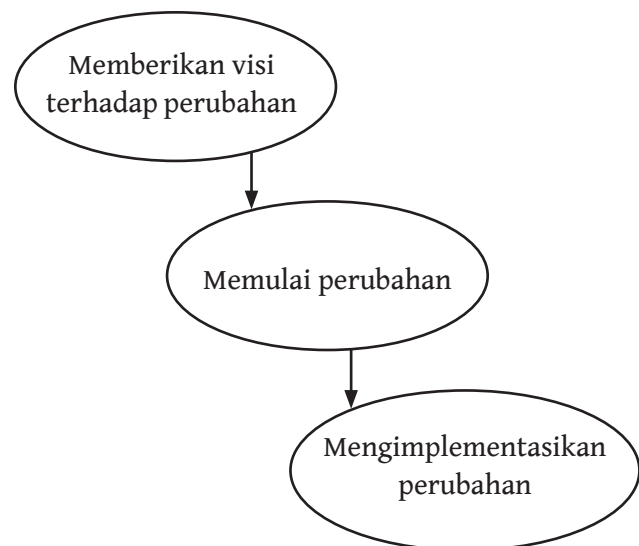 Memberikan visi
terhadap perubahan
Memulai perubahan
Mengimplementasikan
perubahan